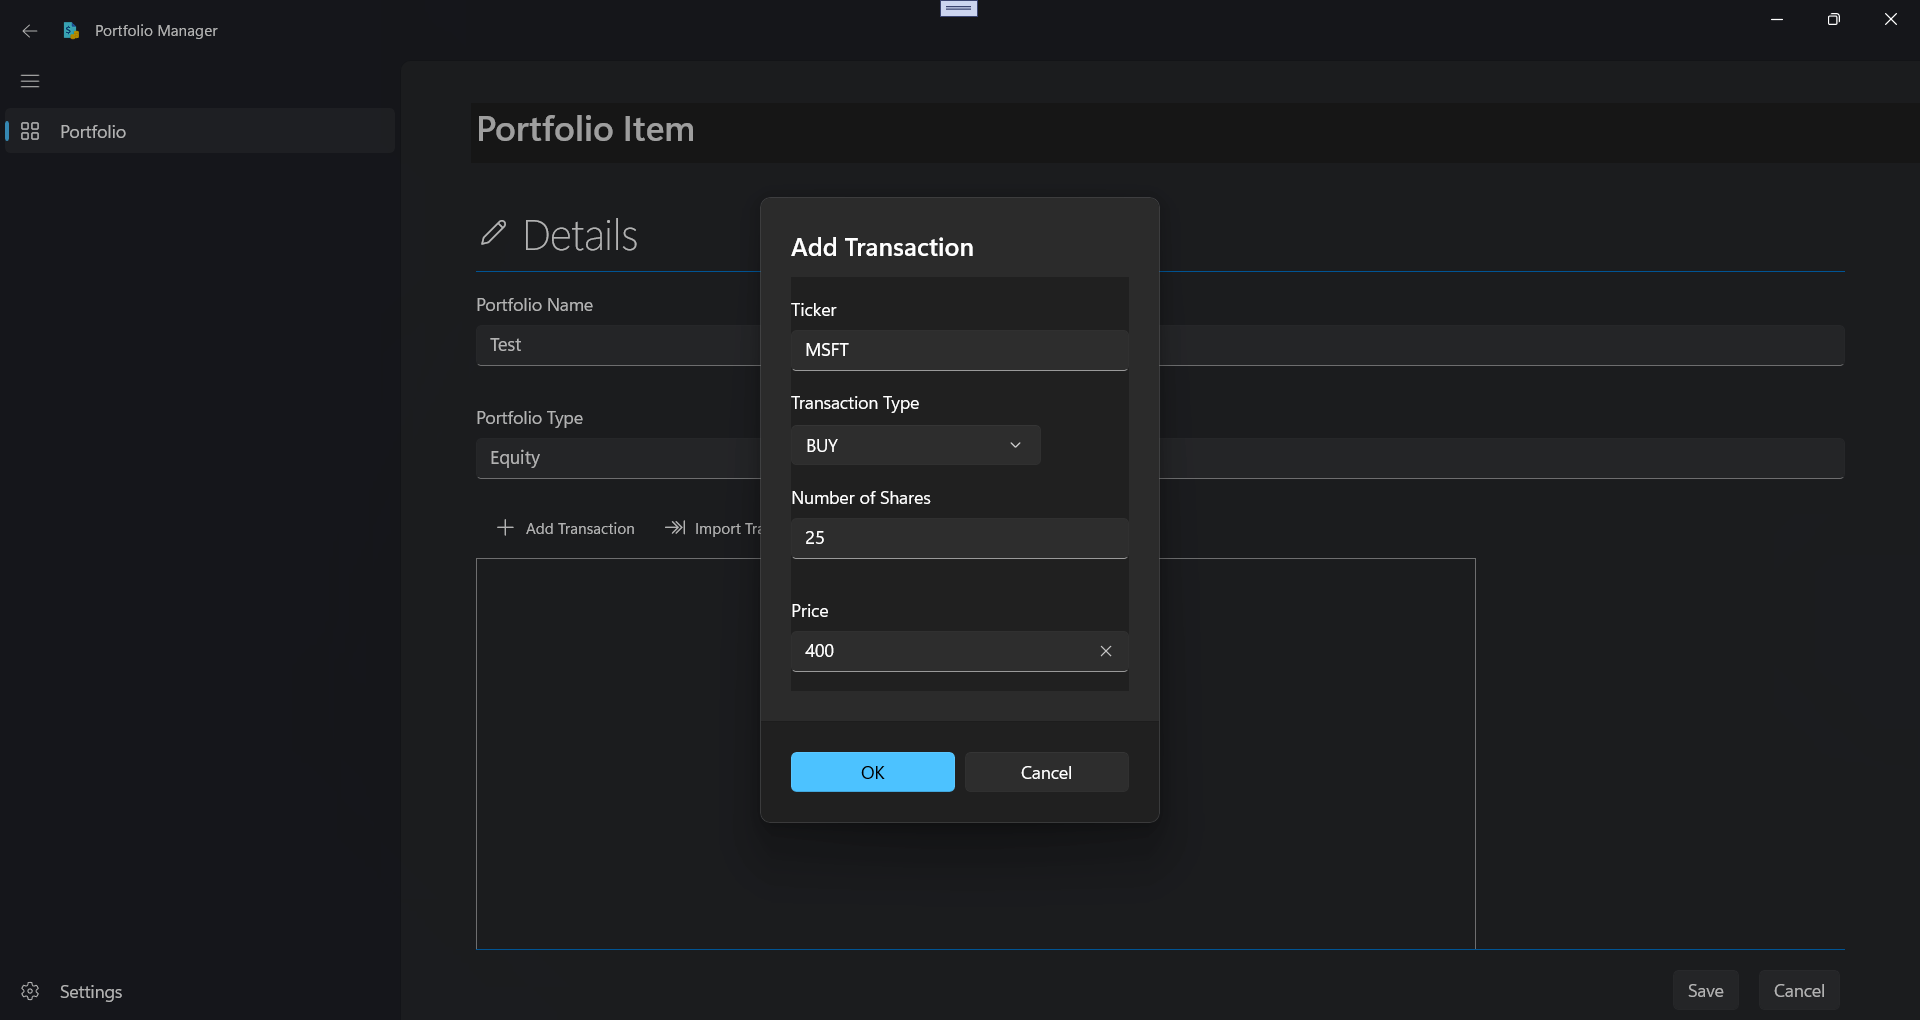 Portfolio Manager
Portfolio
Portfolio Item
Details
Portfolio Name
Test
Portfolio Type
Equity
Add Transaction
Import Tra
Add Transaction
Ticker
MSFT
Transaction Type
BUY
Number of Shares
25
Price
400
OK
Cancel
Settings
Save
Cancel